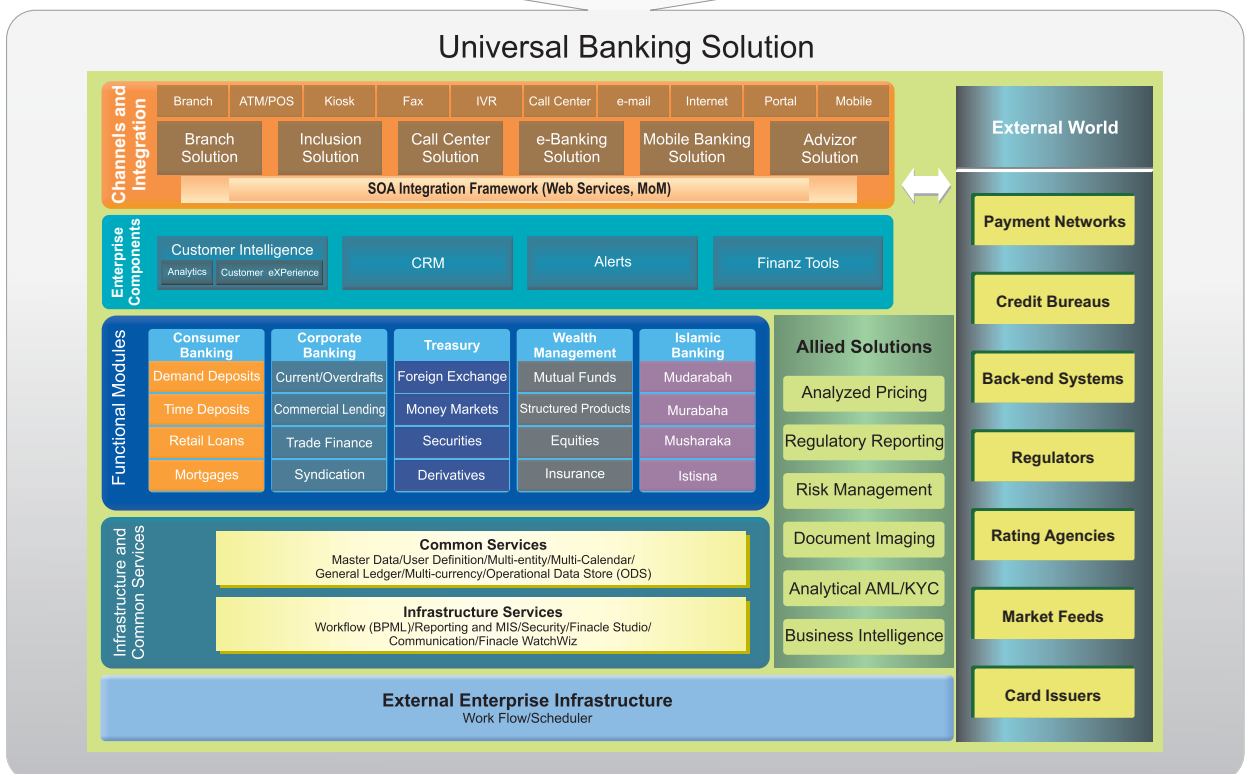 Universal Banking Solution
Channels and
Integration
Branch
ATM/POS
Kiosk
Fax
IVR
Call Center
e-mail
Internet
Portal
Mobile
Branch
Solution
Inclusion
Solution
Call Center
Solution
e-Banking
Solution
Mobile Banking
Solution
Advizor
Solution
SOA Integration Framework (Web Services, MoM)
Enterprise
Components
Customer Intelligence
Analytics
Customer eXPerience
CRM
Alerts
Finanz Tools
Functional Modules
Consumer
Banking
Demand Deposits
Time Deposits
Retail Loans
Mortgages
Corporate
Banking
Current/Overdrafts
Commercial Lending
Trade Finance
Syndication
Treasury
Foreign Exchange
Money Markets
Securities
Derivatives
Wealth
Management
Mutual Funds
Structured Products
Equities
Insurance
Islamic
Banking
Mudarabah
Murabaha
Musharaka
Istisna
Infrastructure and
Common Services
Common Services
Master Data/User Definition/Multi-entity/Multi-Calendar/
General Ledger/Multi-currency/Operational Data Store (ODS)
Infrastructure Services
Workflow (BPML)/Reporting and MIS/Security/Finacle Studio/
Communication/Finacle WatchWiz
Allied Solutions
Analyzed Pricing
Regulatory Reporting
Risk Management
Document Imaging
Analytical AML/KYC
Business Intelligence
External Enterprise Infrastructure
Work Flow/Scheduler
External World
Payment Networks
Credit Bureaus
Back-end Systems
Regulators
Rating Agencies
Market Feeds
Card Issuers